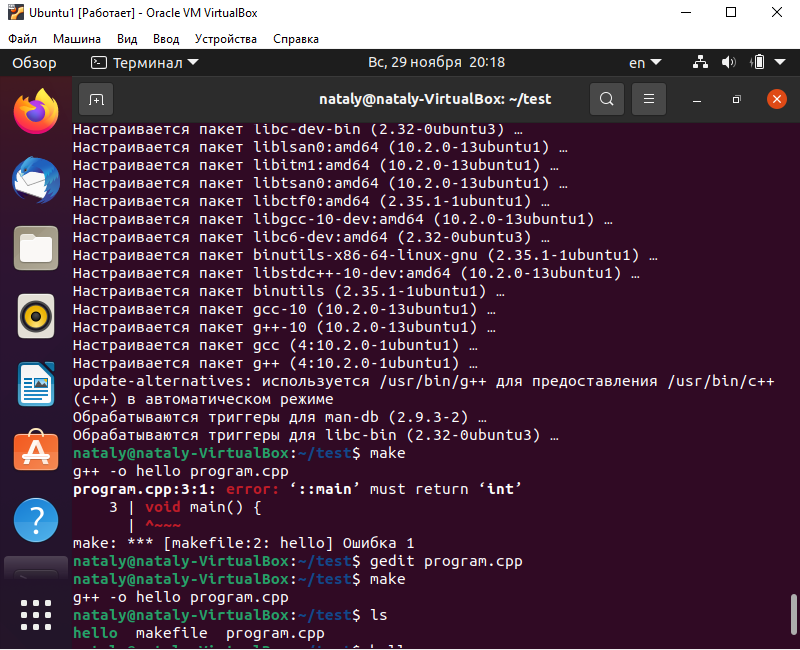 Ubuntu1 [Работает] - Oracle VM VirtualBox
Файл Машина Вид Ввод Устройства Справка
Обзор Терминал Вс, 29 ноября 20:18 en
nataly@nataly-VirtualBox: ~/test
Настраивается пакет libc-dev-bin (2.32-0ubuntu3) …
Настраивается пакет liblsan0:amd64 (10.2.0-13ubuntu1) …
Настраивается пакет libitm1:amd64 (10.2.0-13ubuntu1) …
Настраивается пакет libtsan0:amd64 (10.2.0-13ubuntu1) …
Настраивается пакет libctf0:amd64 (2.35.1-1ubuntu1) …
Настраивается пакет libgcc-10-dev:amd64 (10.2.0-13ubuntu1) …
Настраивается пакет libc6-dev:amd64 (2.32-0ubuntu3) …
Настраивается пакет binutils-x86-64-linux-gnu (2.35.1-1ubuntu1) …
Настраивается пакет libstdc++-10-dev:amd64 (10.2.0-13ubuntu1) …
Настраивается пакет binutils (2.35.1-1ubuntu1) …
Настраивается пакет gcc-10 (10.2.0-13ubuntu1) …
Настраивается пакет g++-10 (10.2.0-13ubuntu1) …
Настраивается пакет gcc (4:10.2.0-1ubuntu1) …
Настраивается пакет g++ (4:10.2.0-1ubuntu1) …
update-alternatives: используется /usr/bin/g++ для предоставления /usr/bin/c++
(c++) в автоматическом режиме
Обрабатываются триггеры для man-db (2.9.3-2) …
Обрабатываются триггеры для libc-bin (2.32-0ubuntu3) …
nataly@nataly-VirtualBox:~/test$ make
g++ -o hello program.cpp
program.cpp:3:1: error: ‘::main’ must return ‘int’
3 | void main() {
| ^~~~
make: *** [makefile:2: hello] Ошибка 1
nataly@nataly-VirtualBox:~/test$ gedit program.cpp
nataly@nataly-VirtualBox:~/test$ make
g++ -o hello program.cpp
nataly@nataly-VirtualBox:~/test$ ls
hello makefile program.cpp